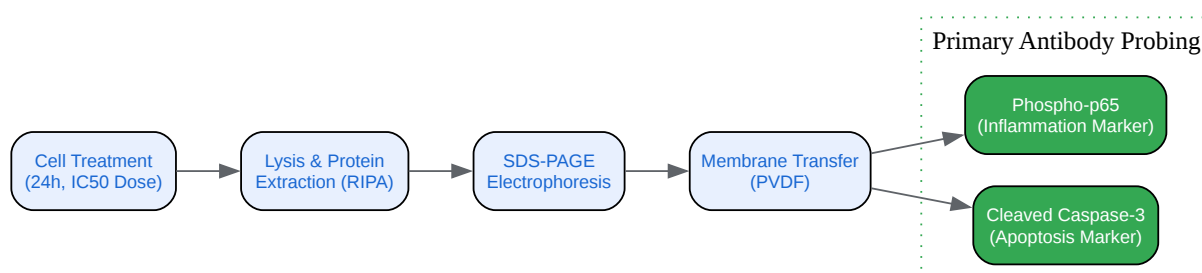 Primary Antibody Probing
Cell Treatment
(24h, IC50 Dose)
Lysis & Protein
Extraction (RIPA)
SDS-PAGE
Electrophoresis
Membrane Transfer
(PVDF)
Phospho-p65
(Inflammation Marker)
Cleaved Caspase-3
(Apoptosis Marker)